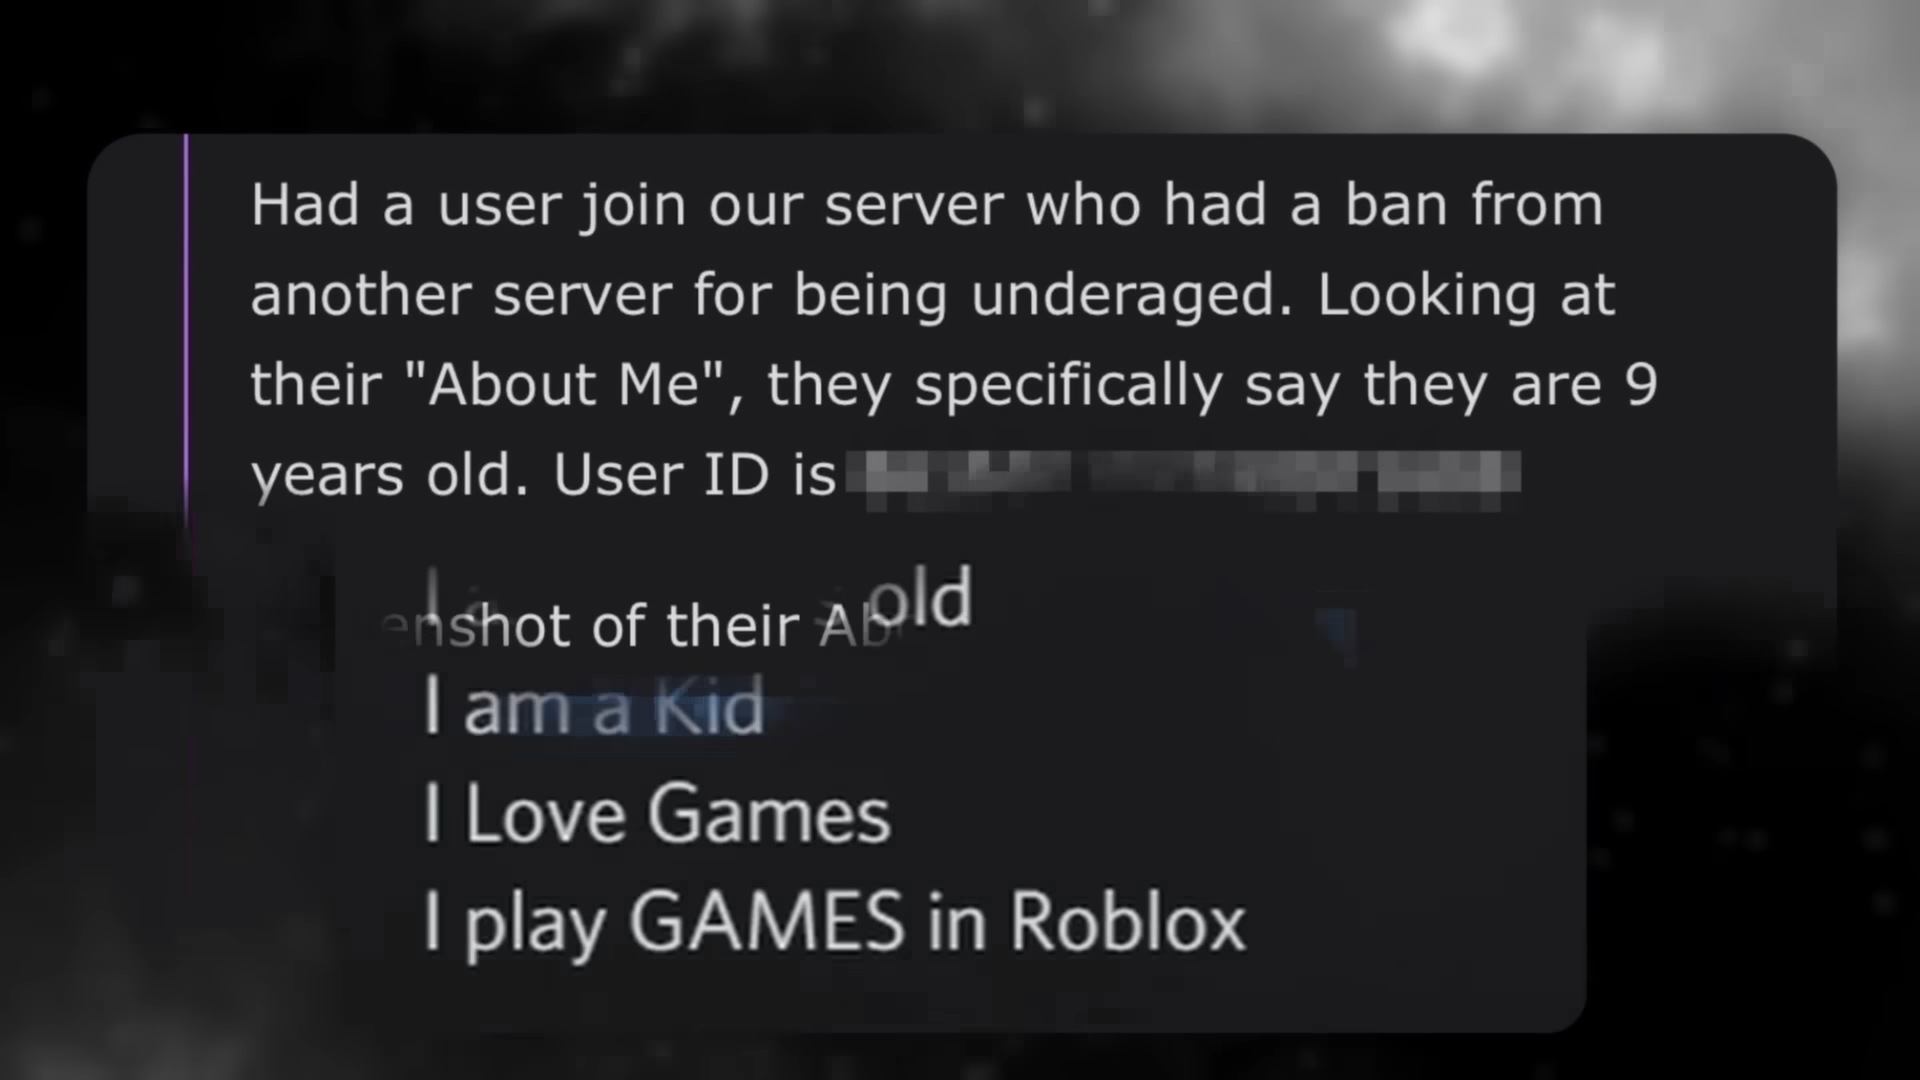 Had a user join our server who had a ban from
another server for being underaged. Looking at
their "About Me", they specifically say they are 9
years old. User ID is
old
of their
I am a Kid
I Love Games
I play GAMES in Roblox